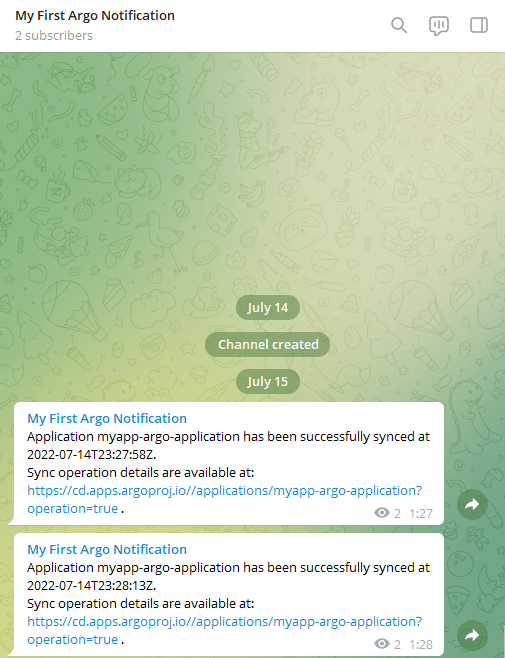 My First Argo Notification
2 subscribers
July 14
Channel created
July 15
My First Argo Notification
Application myapp-argo-application has been successfully synced at
2022-07-14T23:27:58Z.
Sync operation details are available at:
https://cd.apps.argoproj.io//applications/myapp-argo-application?
operation=true .
2 1:27
My First Argo Notification
Application myapp-argo-application has been successfully synced at
2022-07-14T23:28:13Z.
Sync operation details are available at:
https://cd.apps.argoproj.io//applications/myapp-argo-application?
operation=true .
2 1:28